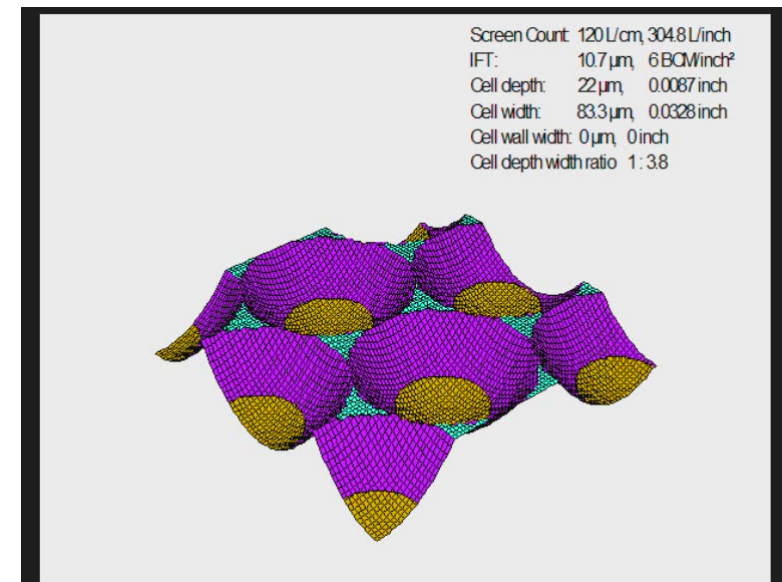 Screen Count: 120 L/cm, 304.8 L/inch
IFT: 10.7 µm, 6 BCM/inch²
Cell depth: 22 µm, 0.0087 inch
Cell width: 83.3 µm, 0.0328 inch
Cell wall width: 0 µm, 0 inch
Cell depth width ratio 1 : 3.8